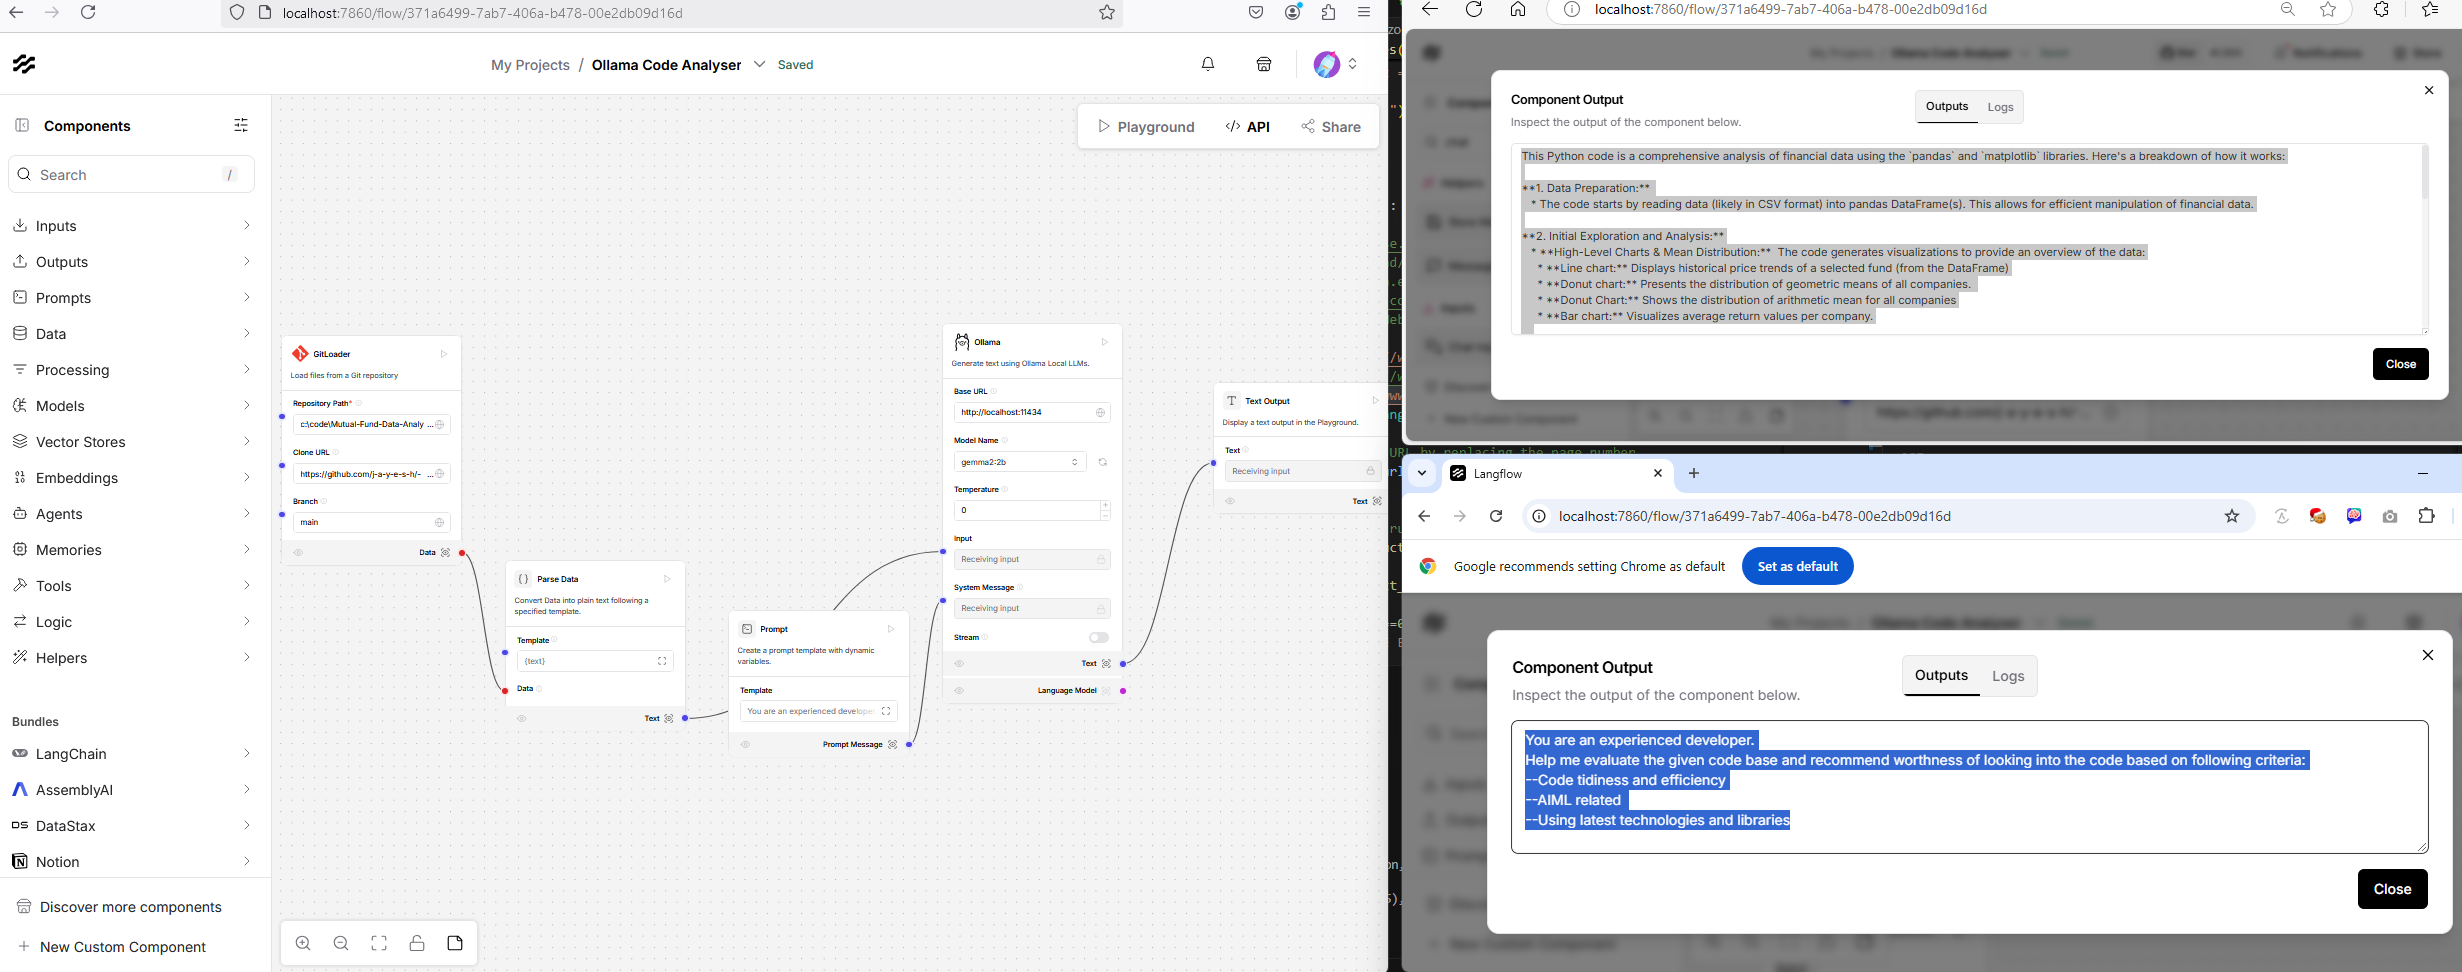 localhost:7860/flow/371a6499-7ab7-406a-b478-00e2db09d16d
My Projects / Ollama Code Analyser Saved
Playground API Share
Components
Search /
Inputs
Outputs
Prompts
Data
Processing
Models
Vector Stores
Embeddings
Agents
Memories
Tools
Logic
Helpers
Bundles
LangChain
AssemblyAI
DS DataStax
Notion
Discover more components
New Custom Component
GitLoader
Load files from a Git repository
Repository Path*
c:\code\Mutual-Fund-Data-Analy ...
Clone URL
https://github.com/j-a-y-e-s-h/- ...
Branch
main
Data
Parse Data
Convert Data into plain text following a
specified template.
Template
{text}
Data
Text
Prompt
Create a prompt template with dynamic
variables.
Template
You are an experienced develope
Prompt Message
Ollama
Generate text using Ollama Local LLMs.
Base URL
http://localhost:11434
Model Name
gemma2:2b
Temperature
0
Input
Receiving input
System Message
Receiving input
Stream
Text
Language Model
Text Output
Display a text output in the Playground.
Text
Receiving input
Text
localhost:7860/flow/371a6499-7ab7-406a-b478-00e2db09d16d
Component Output
Inspect the output of the component below.
Outputs Logs
This Python code is a comprehensive analysis of financial data using the `pandas` and `matplotlib` libraries. Here's a breakdown of how it works:
**1. Data Preparation:**
* The code starts by reading data (likely in CSV format) into pandas DataFrame(s). This allows for efficient manipulation of financial data.
**2. Initial Exploration and Analysis:**
* **High-Level Charts & Mean Distribution:** The code generates visualizations to provide an overview of the data:
* **Line chart:** Displays historical price trends of a selected fund (from the DataFrame)
* **Donut chart:** Presents the distribution of geometric means of all companies.
* **Donut Chart:** Shows the distribution of arithmetic mean for all companies
* **Bar chart:** Visualizes average return values per company.
Close
URL by replacing the page number
Langflow
localhost:7860/flow/371a6499-7ab7-406a-b478-00e2db09d16d
Google recommends setting Chrome as default Set as default
Component Output
Inspect the output of the component below.
Outputs Logs
You are an experienced developer.
Help me evaluate the given code base and recommend worthness of looking into the code based on following criteria:
--Code tidiness and efficiency
--AIML related
--Using latest technologies and libraries
Close